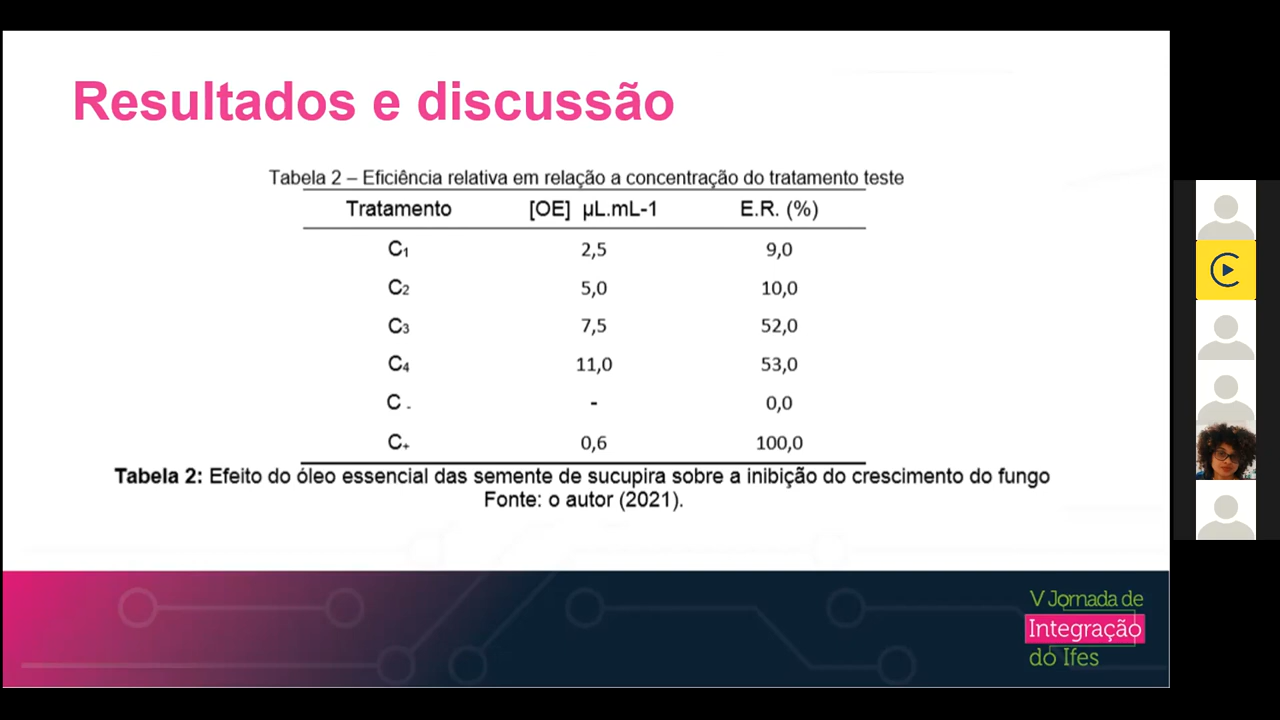 Resultados e discussão
Tabela 2 – Eficiência relativa em relação a concentração do tratamento teste
Tratamento [OE] µL.mL-1 E.R. (%)
C₁ 2,5 9,0
C₂ 5,0 10,0
C₃ 7,5 52,0
C₄ 11,0 53,0
C - - 0,0
C₊ 0,6 100,0
Tabela 2: Efeito do óleo essencial das semente de sucupira sobre a inibição do crescimento do fungo
Fonte: o autor (2021).
V Jornada de
Integração
do Ifes